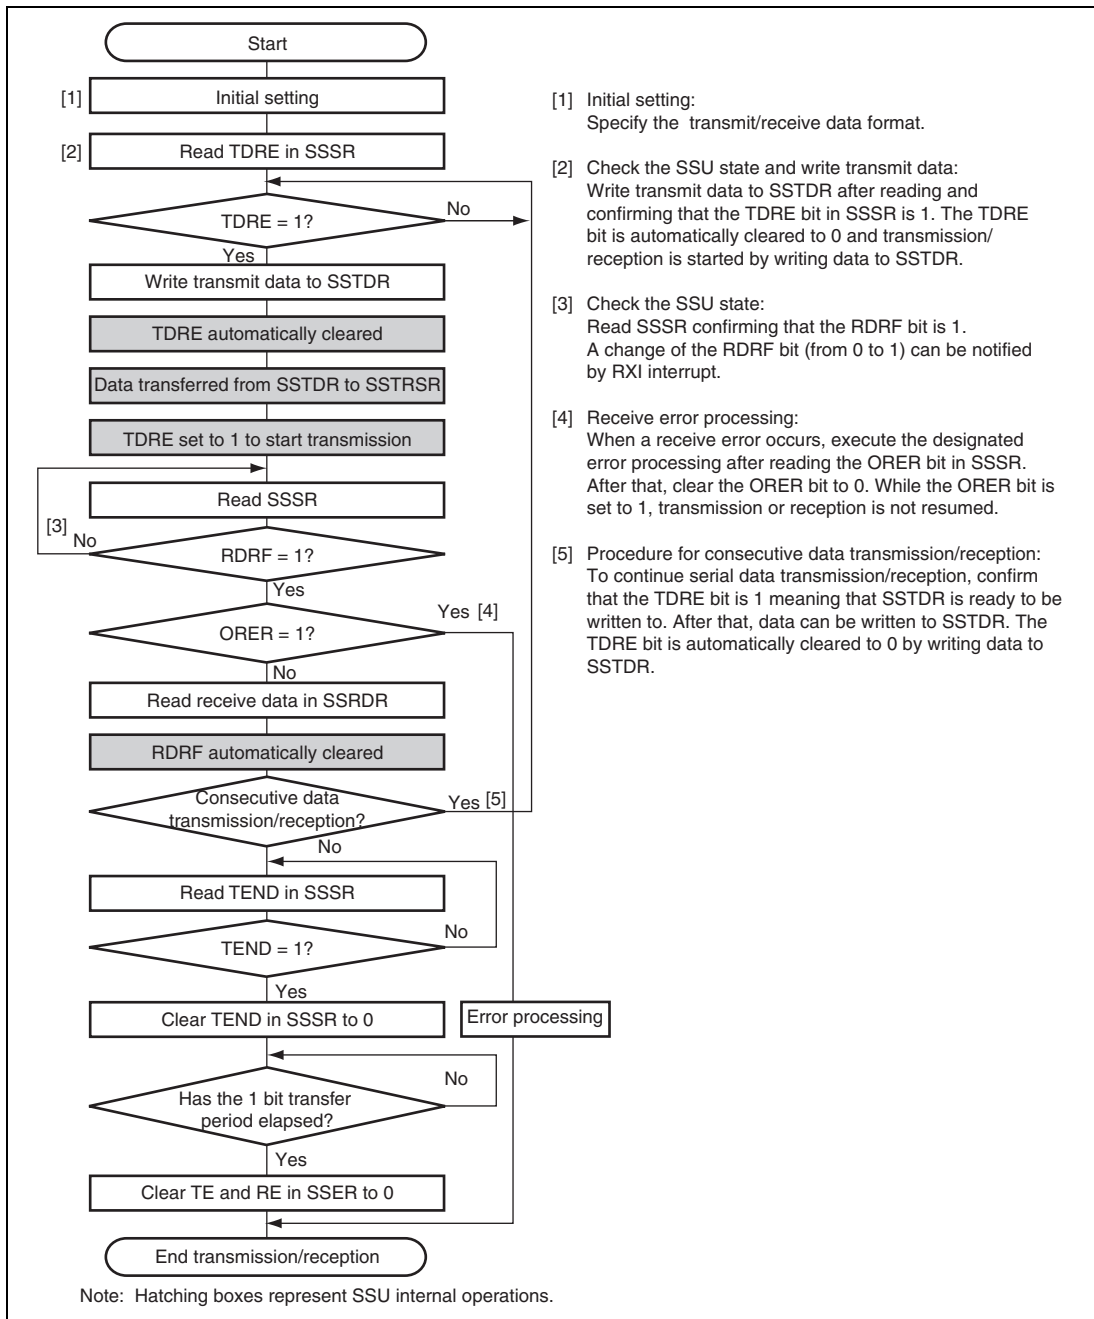 Start
[1] Initial setting
[2] Read TDRE in SSSR
TDRE = 1?
No
Yes
Write transmit data to SSTDR
TDRE automatically cleared
Data transferred from SSTDR to SSTRSR
TDRE set to 1 to start transmission
Read SSSR
[3]
No
RDRF = 1?
Yes
Yes [4]
ORER = 1?
No
Read receive data in SSRDR
RDRF automatically cleared
Consecutive data
transmission/reception?
Yes [5]
No
Read TEND in SSSR
No
TEND = 1?
Yes
Clear TEND in SSSR to 0
Error processing
No
Has the 1 bit transfer
period elapsed?
Yes
Clear TE and RE in SSER to 0
End transmission/reception
[1] Initial setting:
Specify the transmit/receive data format.
[2] Check the SSU state and write transmit data:
Write transmit data to SSTDR after reading and
confirming that the TDRE bit in SSSR is 1. The TDRE
bit is automatically cleared to 0 and transmission/
reception is started by writing data to SSTDR.
[3] Check the SSU state:
Read SSSR confirming that the RDRF bit is 1.
A change of the RDRF bit (from 0 to 1) can be notified
by RXI interrupt.
[4] Receive error processing:
When a receive error occurs, execute the designated
error processing after reading the ORER bit in SSSR.
After that, clear the ORER bit to 0. While the ORER bit is
set to 1, transmission or reception is not resumed.
[5] Procedure for consecutive data transmission/reception:
To continue serial data transmission/reception, confirm
that the TDRE bit is 1 meaning that SSTDR is ready to be
written to. After that, data can be written to SSTDR. The
TDRE bit is automatically cleared to 0 by writing data to
SSTDR.
Note: Hatching boxes represent SSU internal operations.